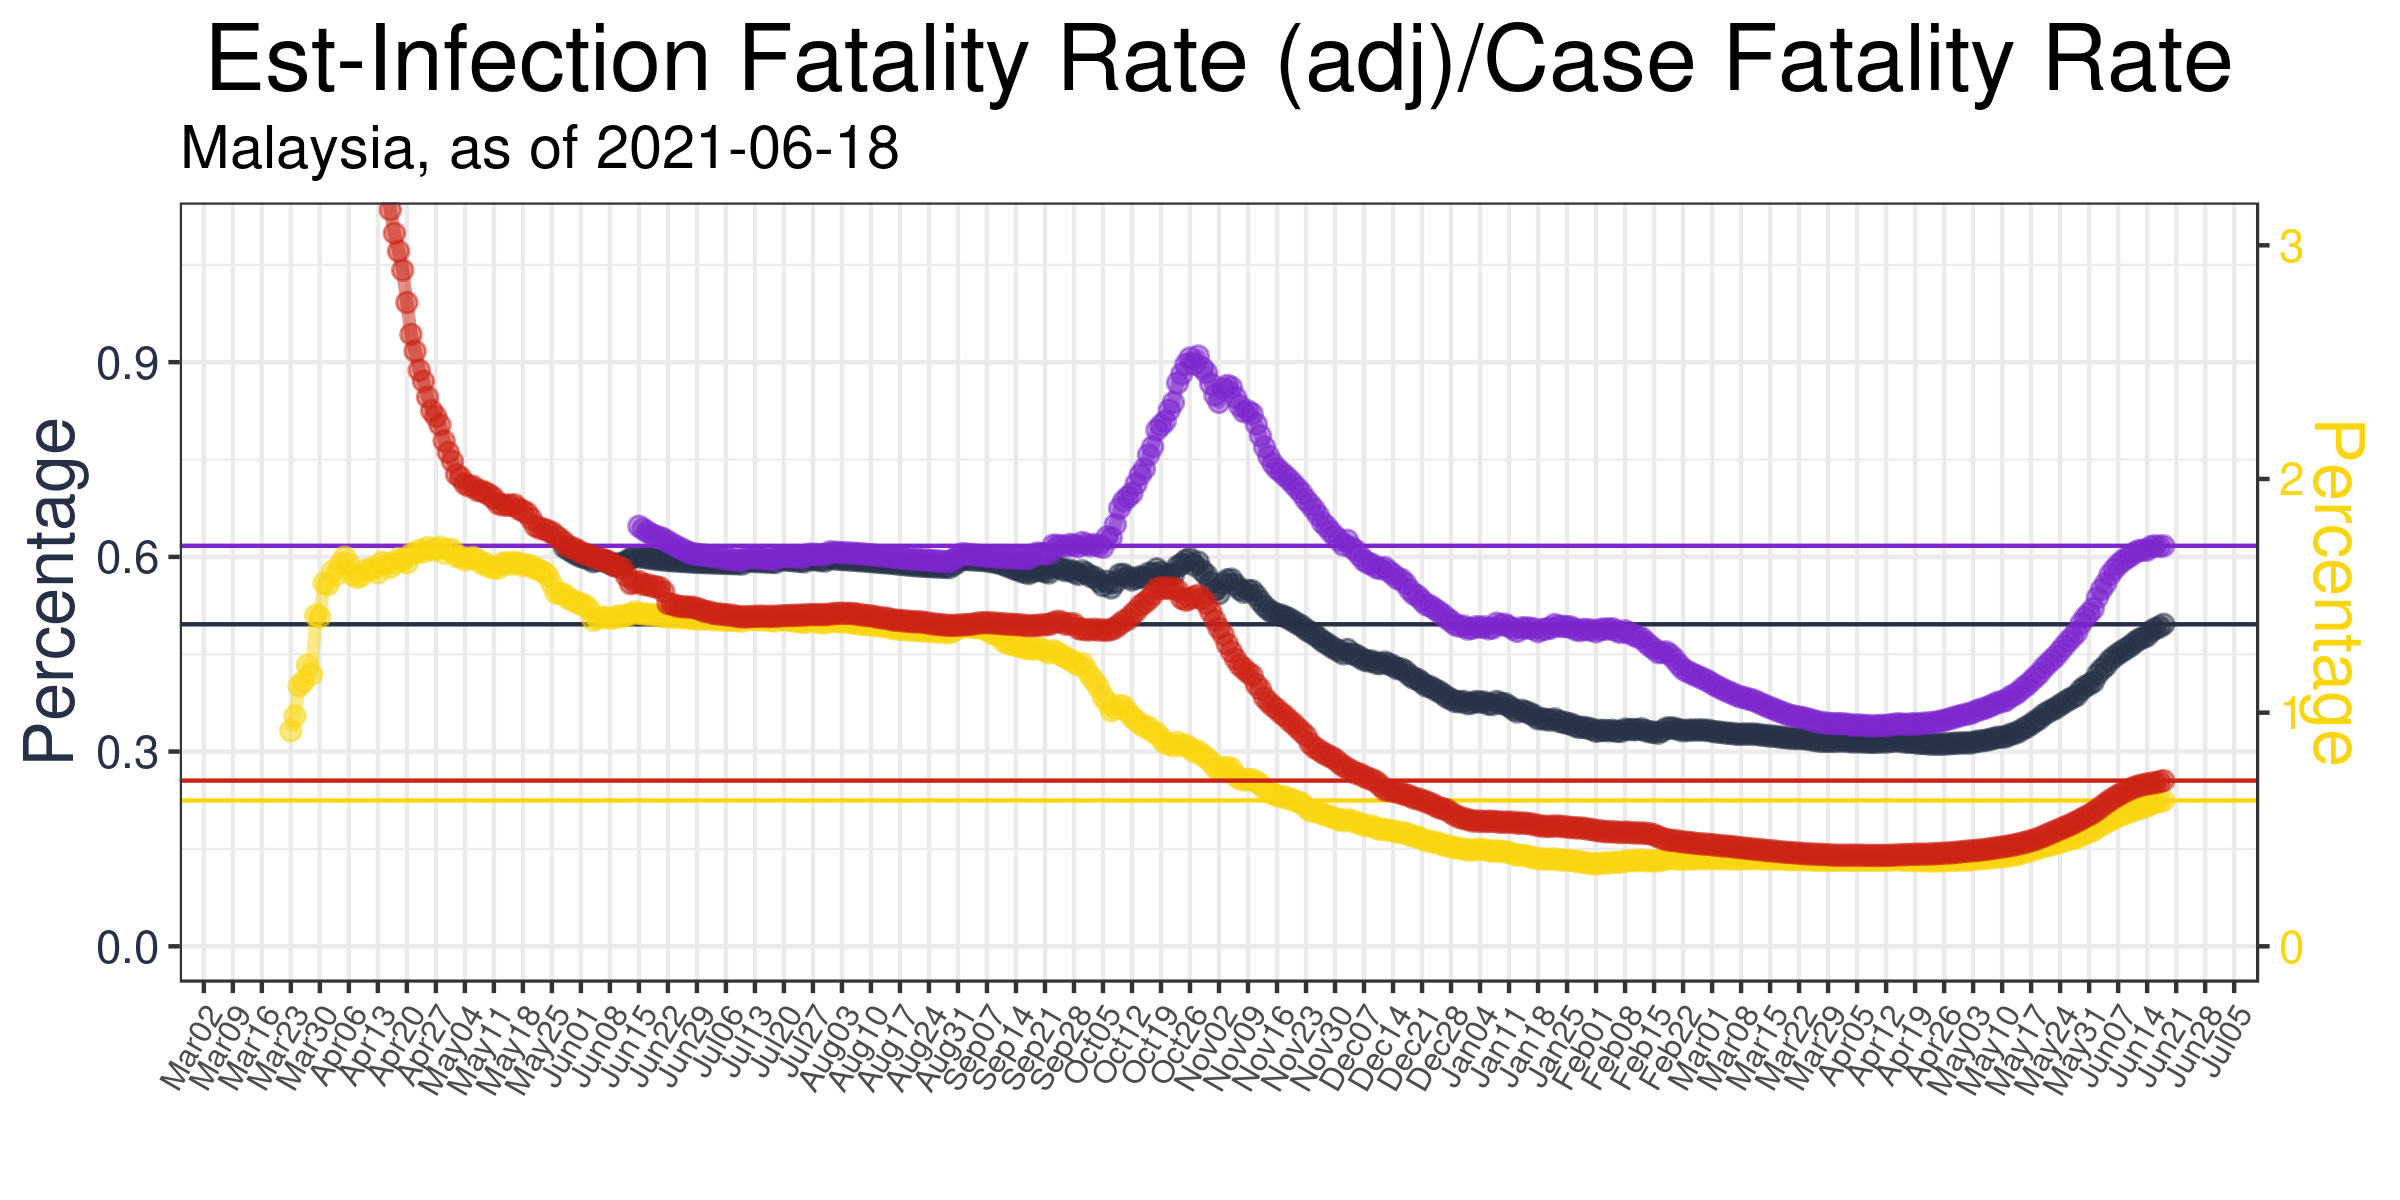 Est-Infection Fatality Rate (adj)/Case Fatality Rate
Malaysia, as of 2021-06-18
Percentage
0.9
0.6
0.3
0.0
3
2
1
0
Percentage
Mar02
Mar09
Mar16
Mar23
Mar30
Apr06
Apr13
Apr20
Apr27
May04
May11
May18
May25
Jun01
Jun08
Jun15
Jun22
Jun29
Jul06
Jul13
Jul20
Jul27
Aug03
Aug10
Aug17
Aug24
Aug31
Sep07
Sep14
Sep21
Sep28
Oct05
Oct12
Oct19
Oct26
Nov02
Nov09
Nov16
Nov23
Nov30
Dec07
Dec14
Dec21
Dec28
Jan04
Jan11
Jan18
Jan25
Feb01
Feb08
Feb15
Feb22
Mar01
Mar08
Mar15
Mar22
Mar29
Apr05
Apr12
Apr19
Apr26
May03
May10
May17
May24
May31
Jun07
Jun14
Jun21
Jun28
Jul05